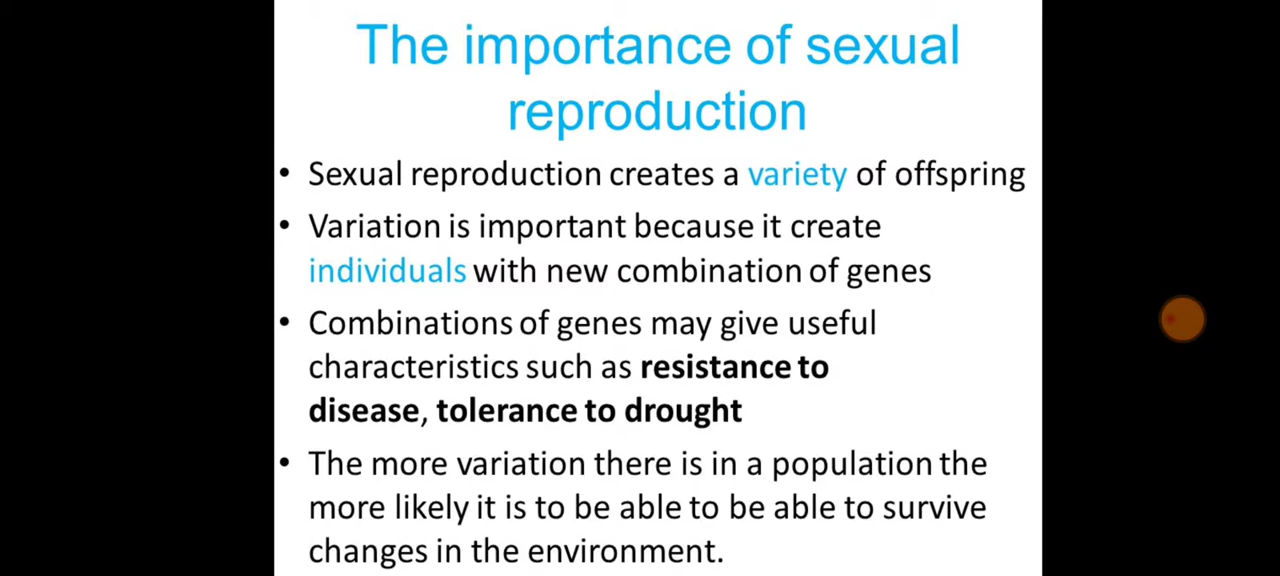 The importance of sexual
reproduction
• Sexual reproduction creates a variety of offspring
• Variation is important because it create
individuals with new combination of genes
• Combinations of genes may give useful
characteristics such as resistance to
disease, tolerance to drought
• The more variation there is in a population the
more likely it is to be able to be able to survive
changes in the environment.